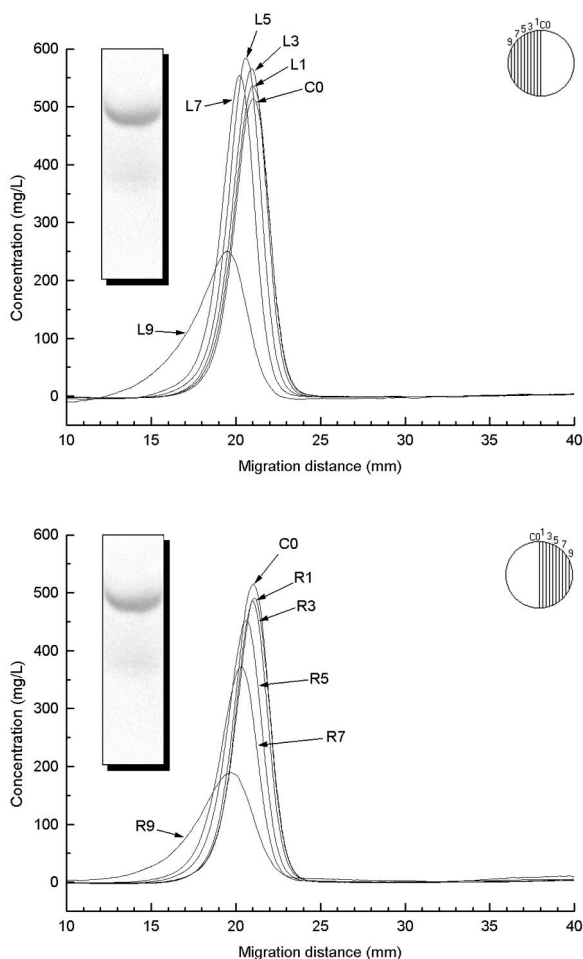 L5
L3
L1
C0
L7
L9
9 7 5 3 1 C0
600
500
400
300
200
100
0
Concentration (mg/L)
10 15 20 25 30 35 40
Migration distance (mm)
C0
R1
R3
R5
R7
R9
C0 1 3 5 7 9
600
500
400
300
200
100
0
Concentration (mg/L)
10 15 20 25 30 35 40
Migration distance (mm)